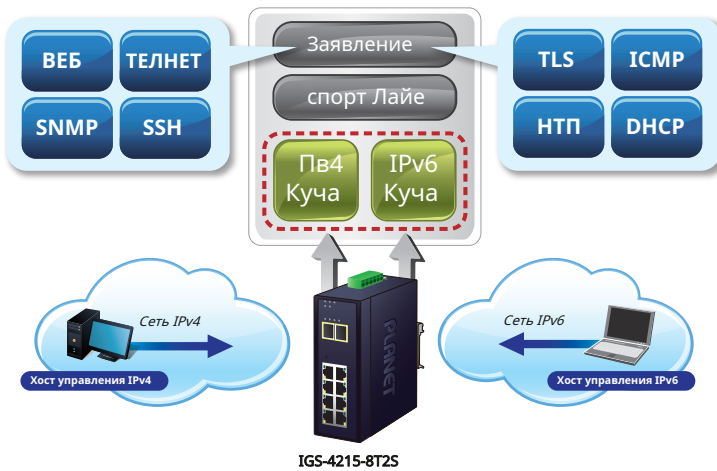 ВЕБ ТЕЛНЕТ
SNMP SSH
Заявление
спорт Лайе
Пв4
Куча
IPv6
Куча
TLS ICMP
НТП DHCP
Сеть IPv4
Хост управления IPv4
PLANET
Сеть IPv6
Хост управления IPv6
IGS-4215-8T2S